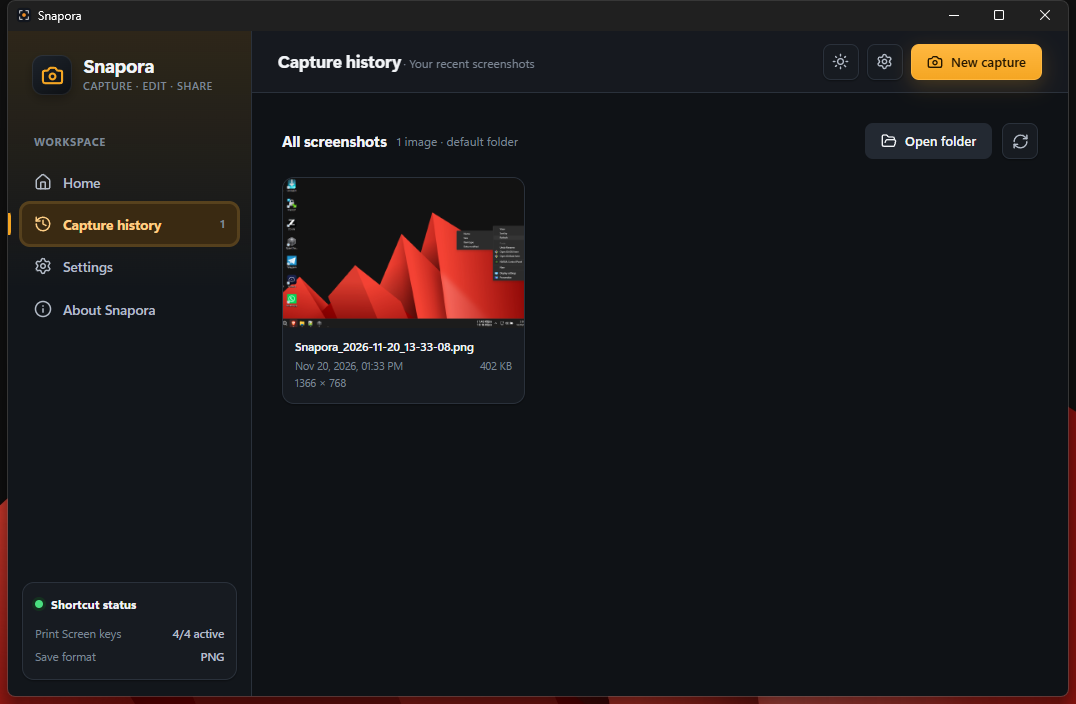 Snapora
Snapora
CAPTURE · EDIT · SHARE
WORKSPACE
Home
Capture history 1
Settings
About Snapora
Shortcut status
Print Screen keys 4/4 active
Save format PNG
Capture history · Your recent screenshots
New capture
All screenshots 1 image · default folder
Open folder
Snapora_2026-11-20_13-33-08.png
Nov 20, 2026, 01:33 PM 402 KB
1366 × 768